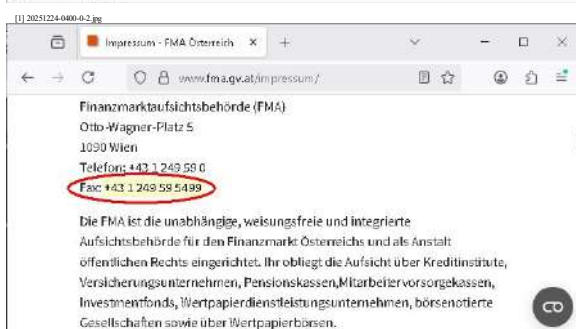 [1] 20251224-0400-0-2.jpg
Impressum - FMA Österreich
www.fma.gv.at/impressum/
Finanzmarktaufsichtsbehörde (FMA)
Otto-Wagner-Platz 5
1090 Wien
Telefon: +43 1 249 59 0
Fax: +43 1 249 59 5499
Die FMA ist die unabhängige, weisungsfreie und integrierte
Aufsichtsbehörde für den Finanzmarkt Österreichs und als Anstalt
öffentlichen Rechts eingerichtet. Ihr obliegt die Aufsicht über Kreditinstitute,
Versicherungsunternehmen, Pensionskassen,Mitarbeitervorsorgekassen,
Investmentfonds, Wertpapierdienstleistungsunternehmen, börsenotierte
Gesellschaften sowie über Wertpapierbörsen.